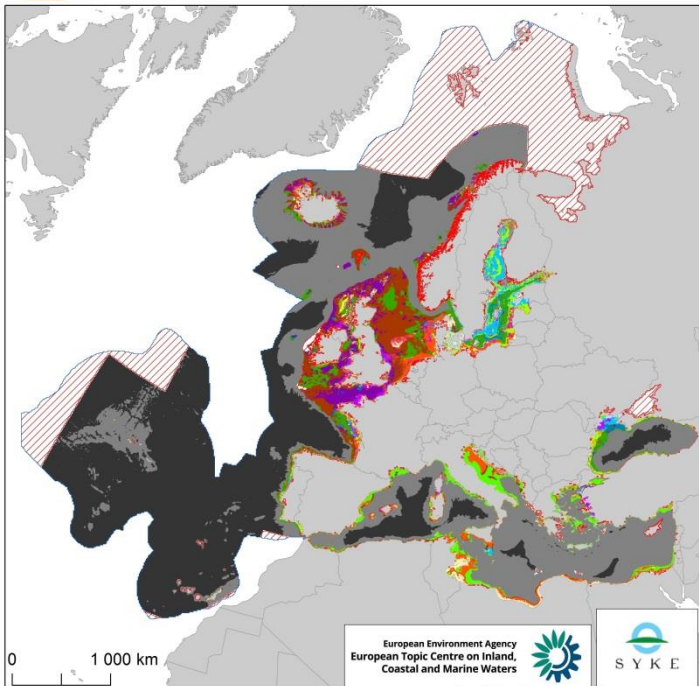 0
1 000 km
European Environment Agency
European Topic Centre on Inland,
Coastal and Marine Waters
SYKE